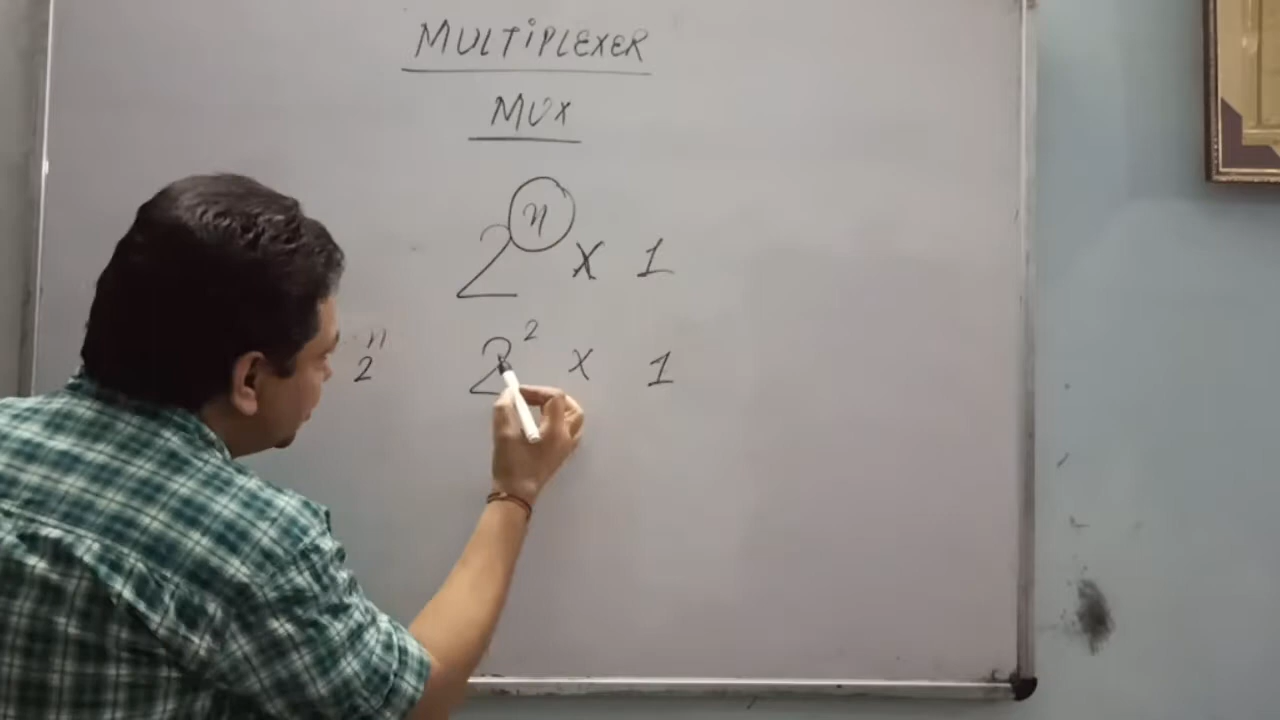 MULTIPLEXER
MUX
2ⁿ X 1
2ⁿ
2² X 1